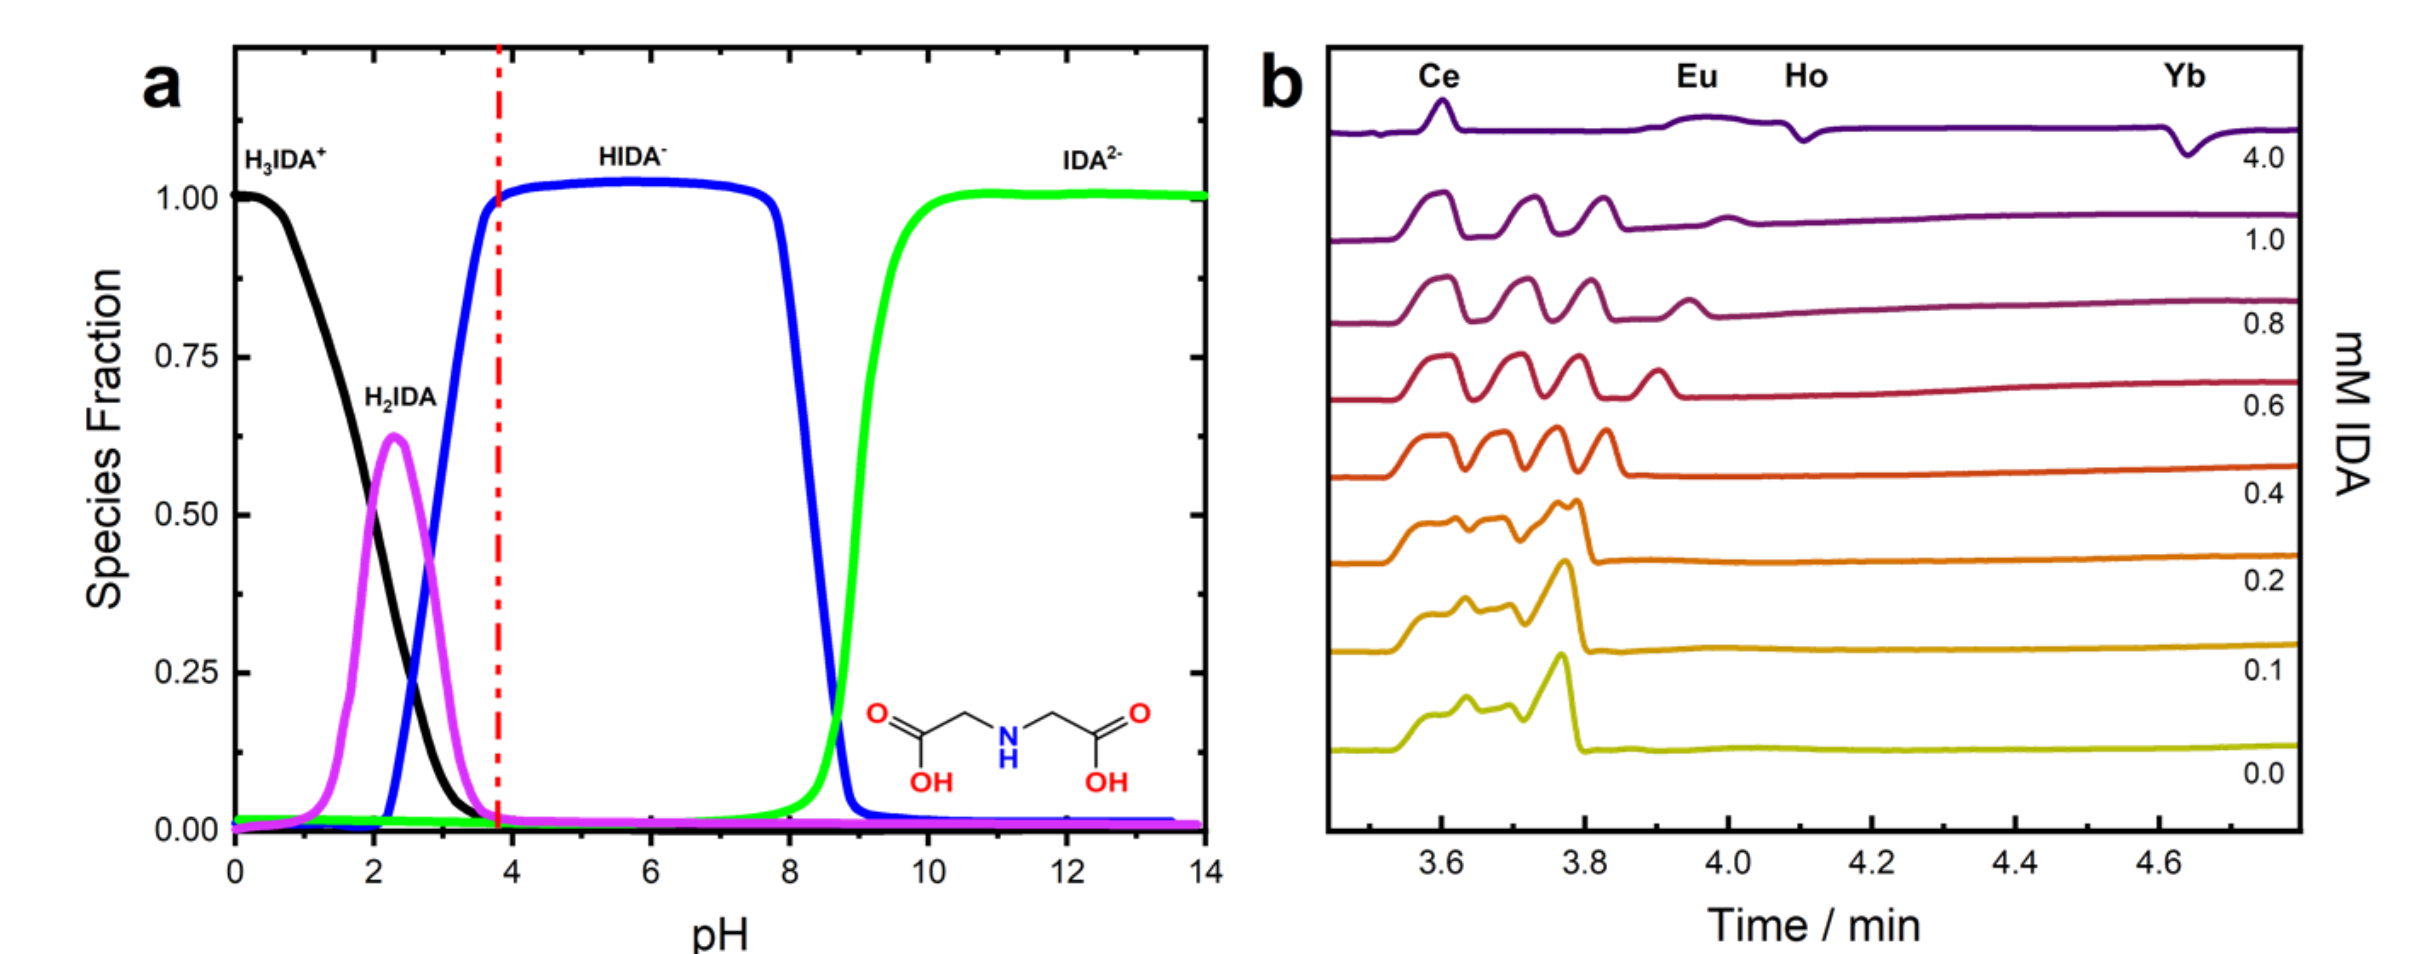 a
H₃IDA⁺
H₂IDA
HIDA⁻
IDA²⁻
1.00
0.75
0.50
0.25
0.00
Species Fraction
0 2 4 6 8 10 12 14
pH
O
OH
N
H
O
OH
b
Ce Eu Ho Yb
4.0
1.0
0.8
0.6
0.4
0.2
0.1
0.0
mM IDA
3.6 3.8 4.0 4.2 4.4 4.6
Time / min